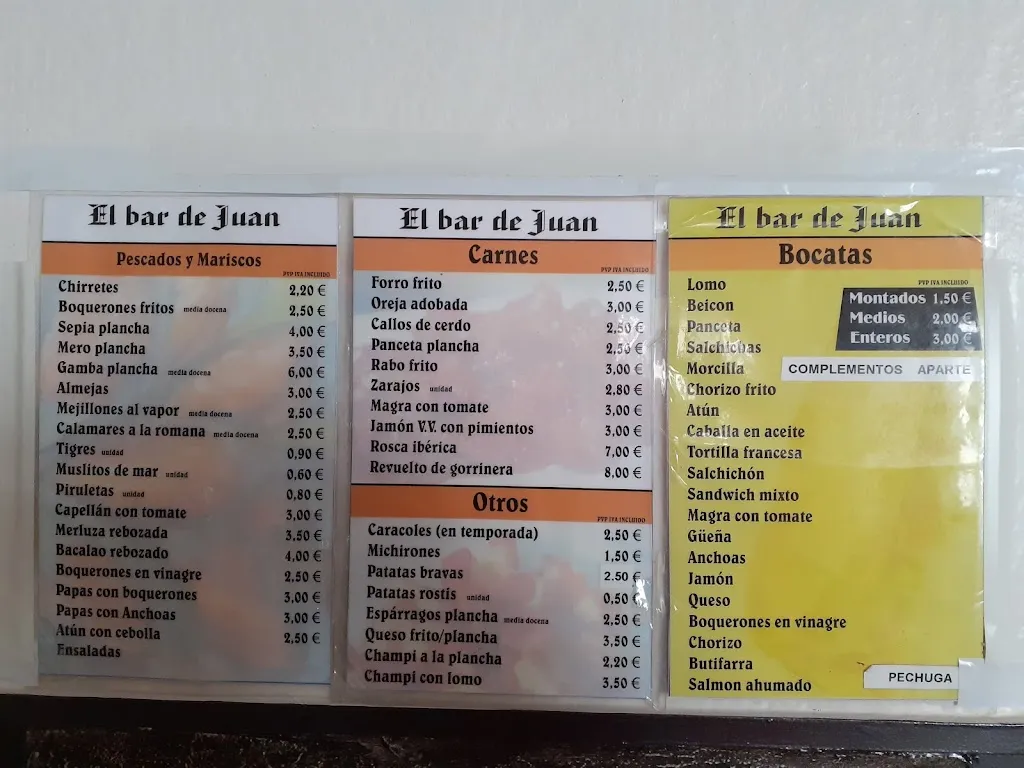 El bar de Juan
Pescados y Mariscos
PVP IVA INCLUIDO
Chirretes 2,20 €
Boquerones fritos media docena 2,50 €
Sepia plancha 4,00 €
Mero plancha 3,50 €
Gamba plancha media docena 6,00 €
Almejas 3,00 €
Mejillones al vapor media docena 2,50 €
Calamares a la romana media docena 2,50 €
Tigres unidad 0,90 €
Muslitos de mar unidad 0,60 €
Piruletas unidad 0,80 €
Capellán con tomate 3,00 €
Merluza rebozada 3,50 €
Bacalao rebozado 4,00 €
Boquerones en vinagre 2.50 €
Papas con boquerones 3,00 €
Papas con Anchoas 3,00 €
Atún con cebolla 2,50 €
Ensaladas
El bar de Juan
Carnes
PVP IVA INCLUIDO
Forro frito 2,50 €
Oreja adobada 3,00 €
Callos de cerdo 2,50 €
Panceta plancha 2,50 €
Rabo frito 3,00 €
Zarajos unidad 2.80 €
Magra con tomate 3,00 €
Jamón V.V. con pimientos 3,00 €
Rosca ibérica 7,00 €
Revuelto de gorrinera 8,00 €
Otros
PVP IVA INCLUIDO
Caracoles (en temporada) 2,50 €
Michirones 1,50 €
Patatas bravas 2.50 €
Patatas rostis unidad 0,50 €
Espárragos plancha media docena 2,50 €
Queso frito/plancha 3,50 €
Champi a la plancha 2,20 €
Champi con lomo 3,50 €
El bar de Juan
Bocatas
PVP IVA INCLUIDO
Montados 1,50 €
Medios 2,00 €
Enteros 3,00 €
COMPLEMENTOS APARTE
Lomo
Beicon
Panceta
Salchichas
Morcilla
Chorizo frito
Atún
Caballa en aceite
Tortilla francesa
Salchichón
Sandwich mixto
Magra con tomate
Güeña
Anchoas
Jamón
Queso
Boquerones en vinagre
Chorizo
Butifarra
Salmon ahumado
PECHUGA